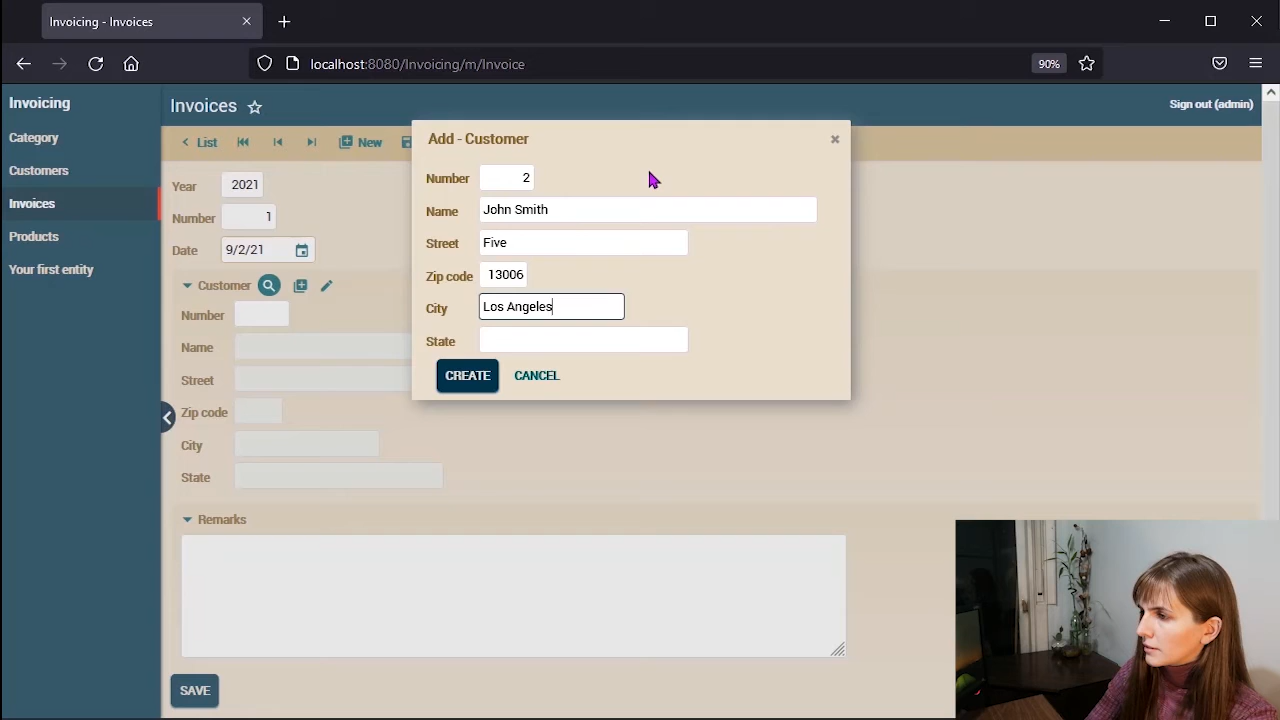 Invoicing - Invoices
localhost:8080/Invoicing/m/Invoice
90%
Invoicing
Category
Customers
Invoices
Products
Your first entity
Invoices
Sign out (admin)
List
New
Year 2021
Number 1
Date 9/2/21
Customer
Number
Name
Street
Zip code
City
State
Remarks
SAVE
Add - Customer
Number 2
Name John Smith
Street Five
Zip code 13006
City Los Angeles
State
CREATE CANCEL